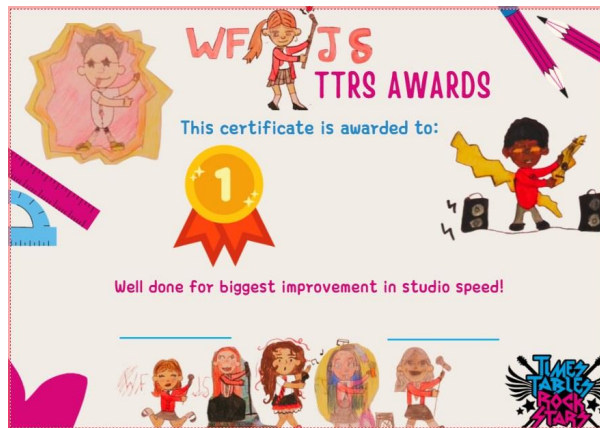 WF JS
TTRS AWARDS
This certificate is awarded to:
1
Well done for biggest improvement in studio speed!
WF JS
TIMES
TABLES
ROCK
STARS